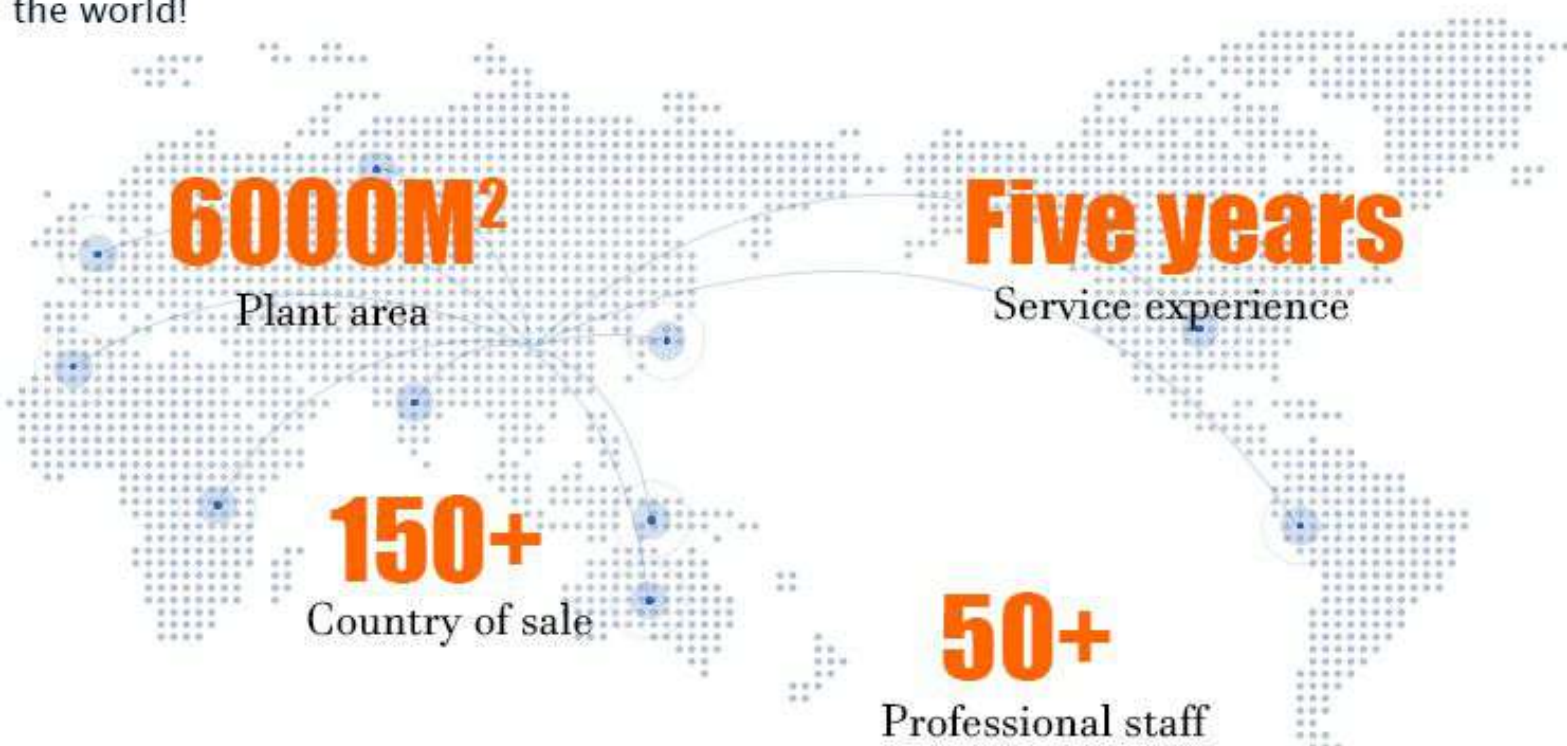 the world!
6000M²
Plant area
Five years
Service experience
150+
Country of sale
50+
Professional staff